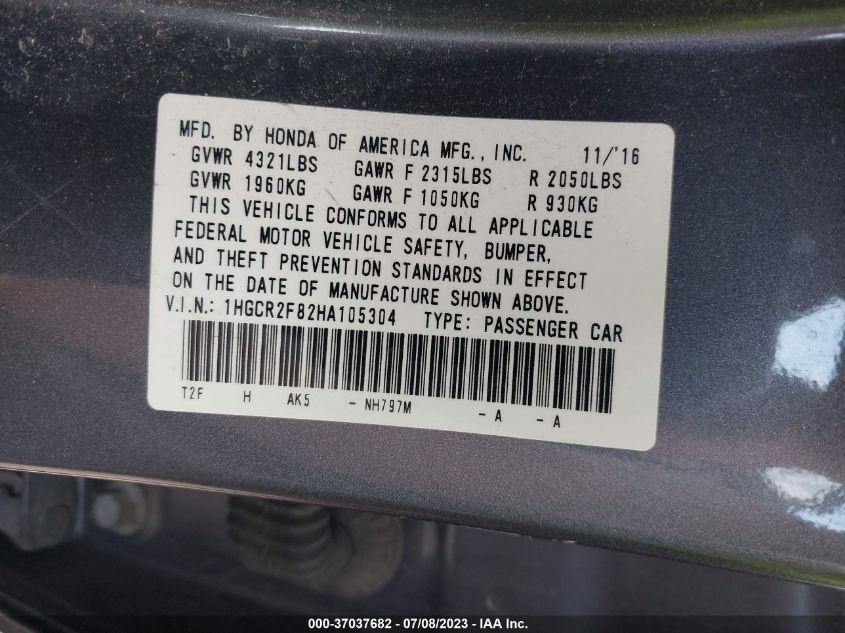 MFD. BY HONDA OF AMERICA MFG., INC. 11/'16
GVWR 4321LBS GAWR F 2315LBS R 2050LBS
GVWR 1960KG GAWR F 1050KG R 930KG
THIS VEHICLE CONFORMS TO ALL APPLICABLE
FEDERAL MOTOR VEHICLE SAFETY, BUMPER,
AND THEFT PREVENTION STANDARDS IN EFFECT
ON THE DATE OF MANUFACTURE SHOWN ABOVE.
V.I.N.: 1HGCR2F82HA105304 TYPE: PASSENGER CAR
T2F H AK5 - NH797M - A - A
000-37037682 - 07/08/2023 - IAA Inc.